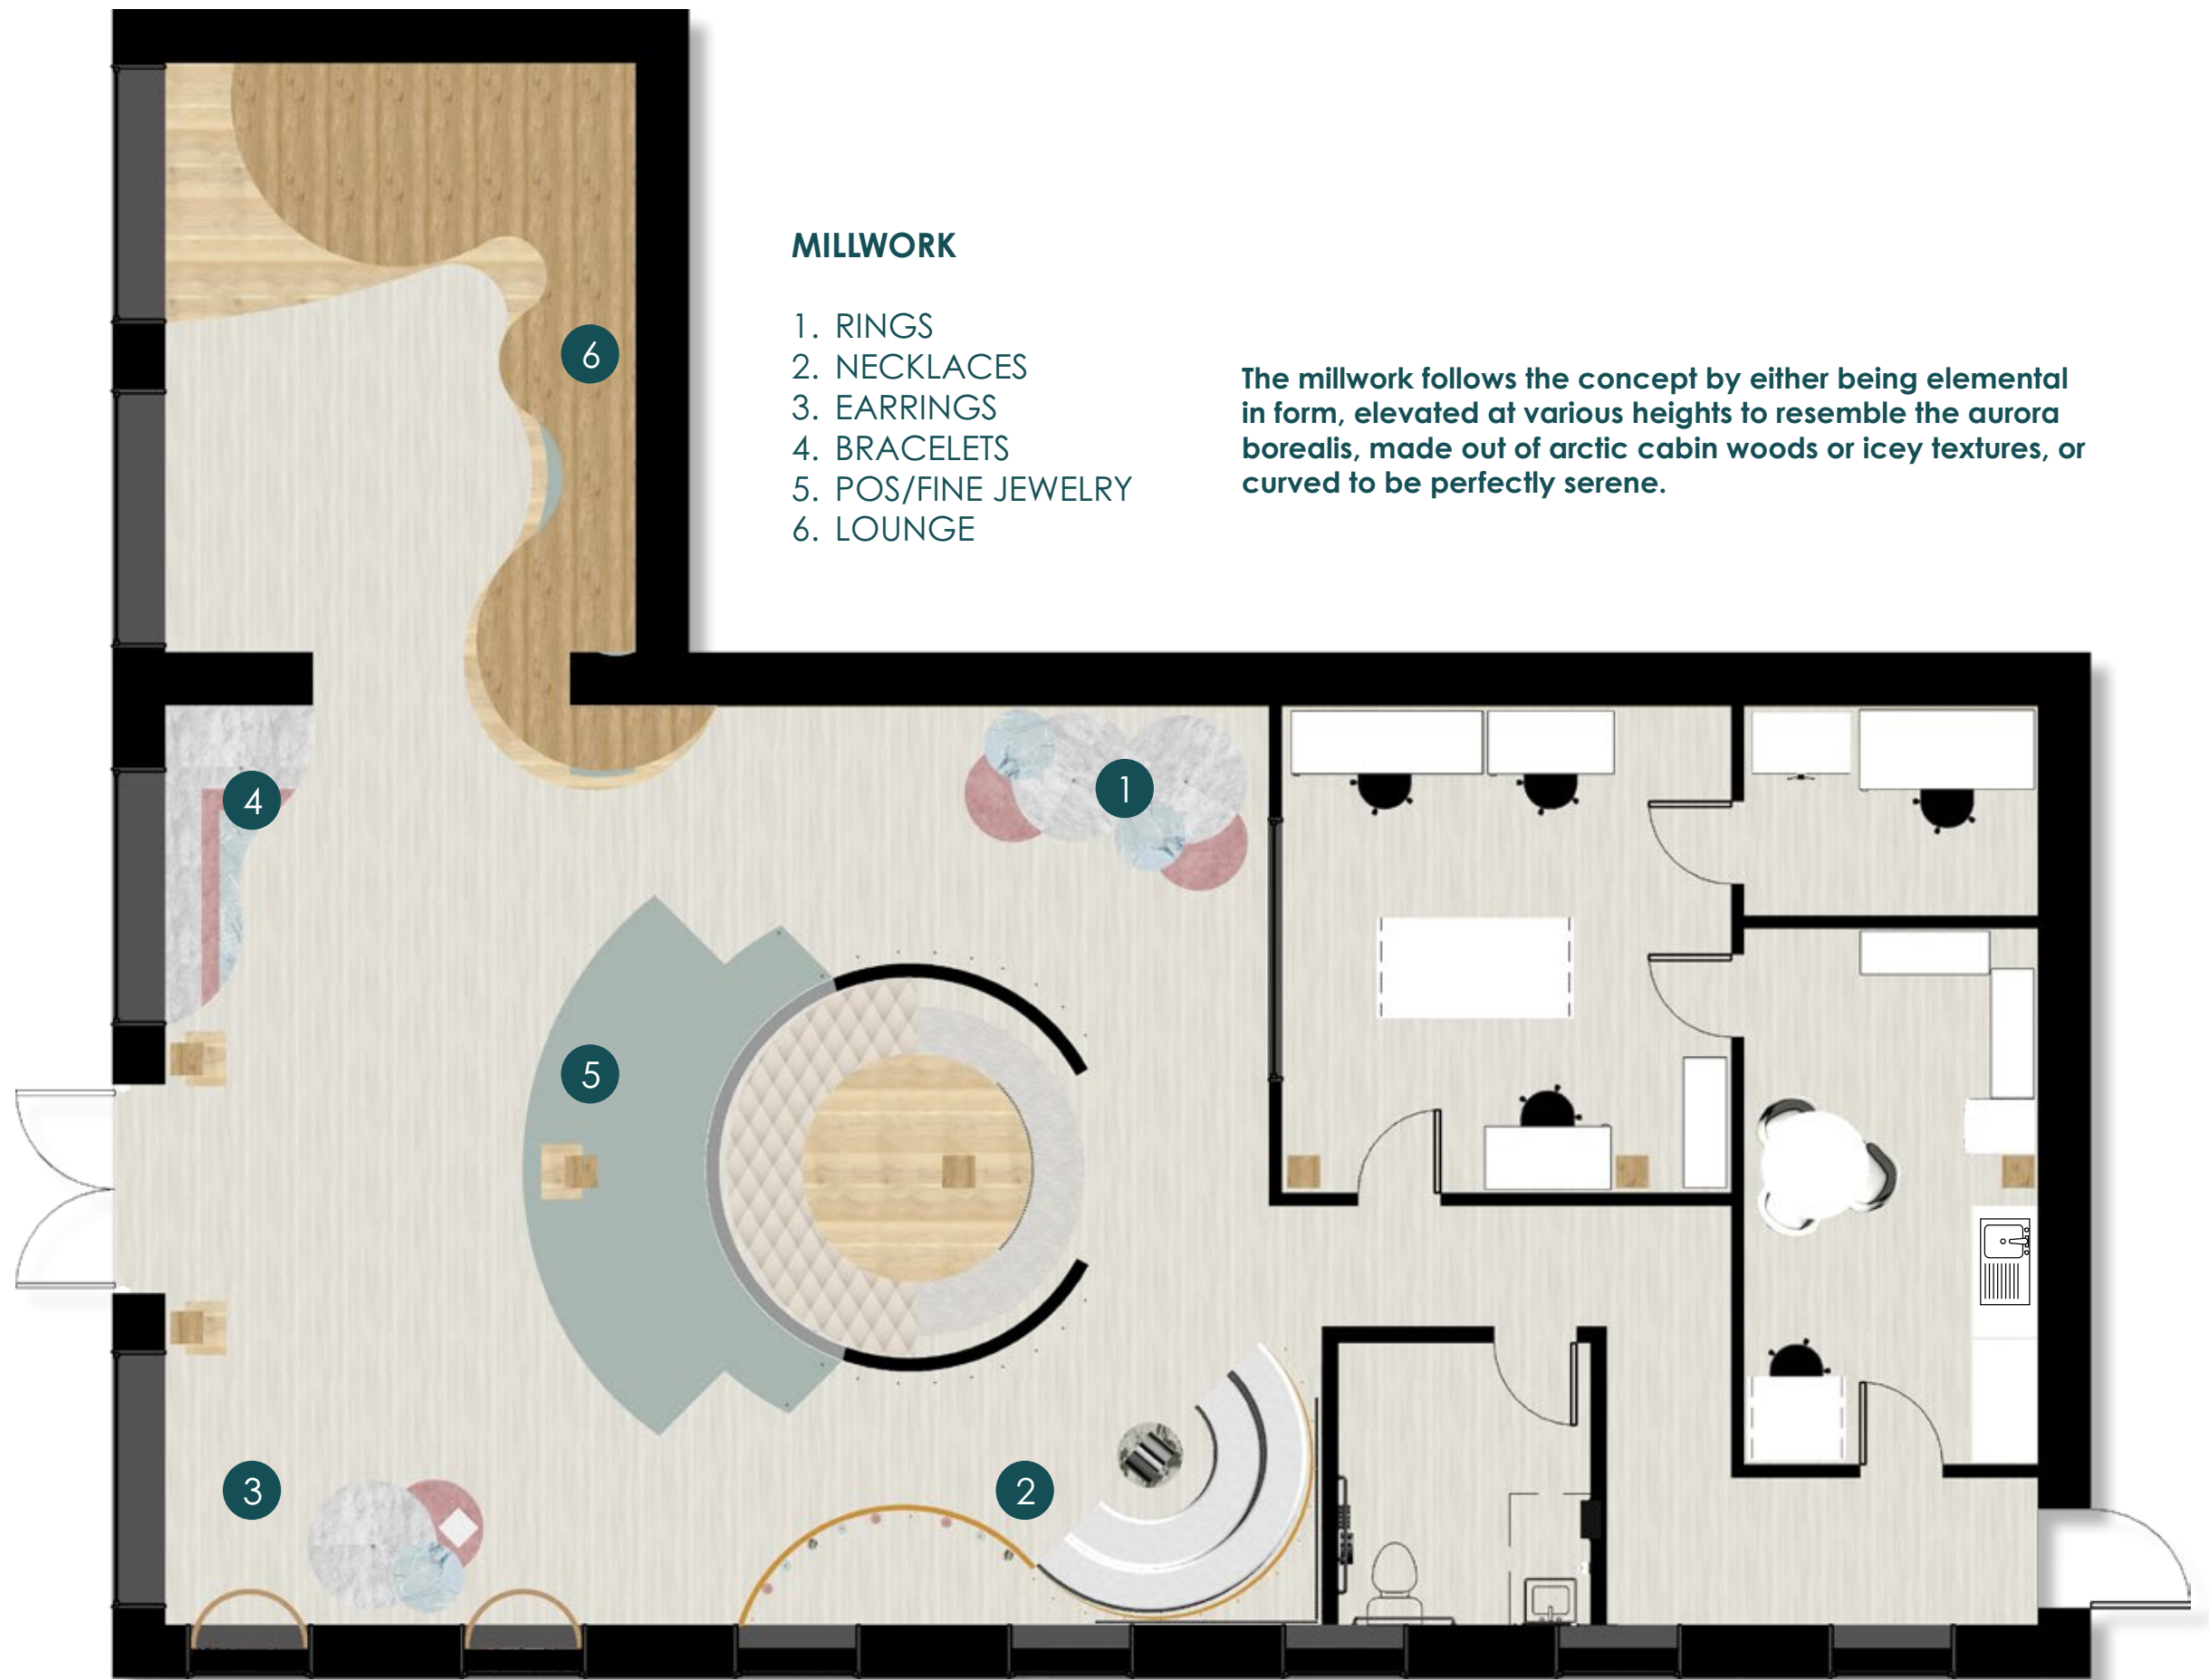 MILLWORK
1. RINGS
2. NECKLACES
3. EARRINGS
4. BRACELETS
5. POS/FINE JEWELRY
6. LOUNGE
The millwork follows the concept by either being elemental
in form, elevated at various heights to resemble the aurora
borealis, made out of arctic cabin woods or icey textures, or
curved to be perfectly serene.
6
4
1
5
3
2